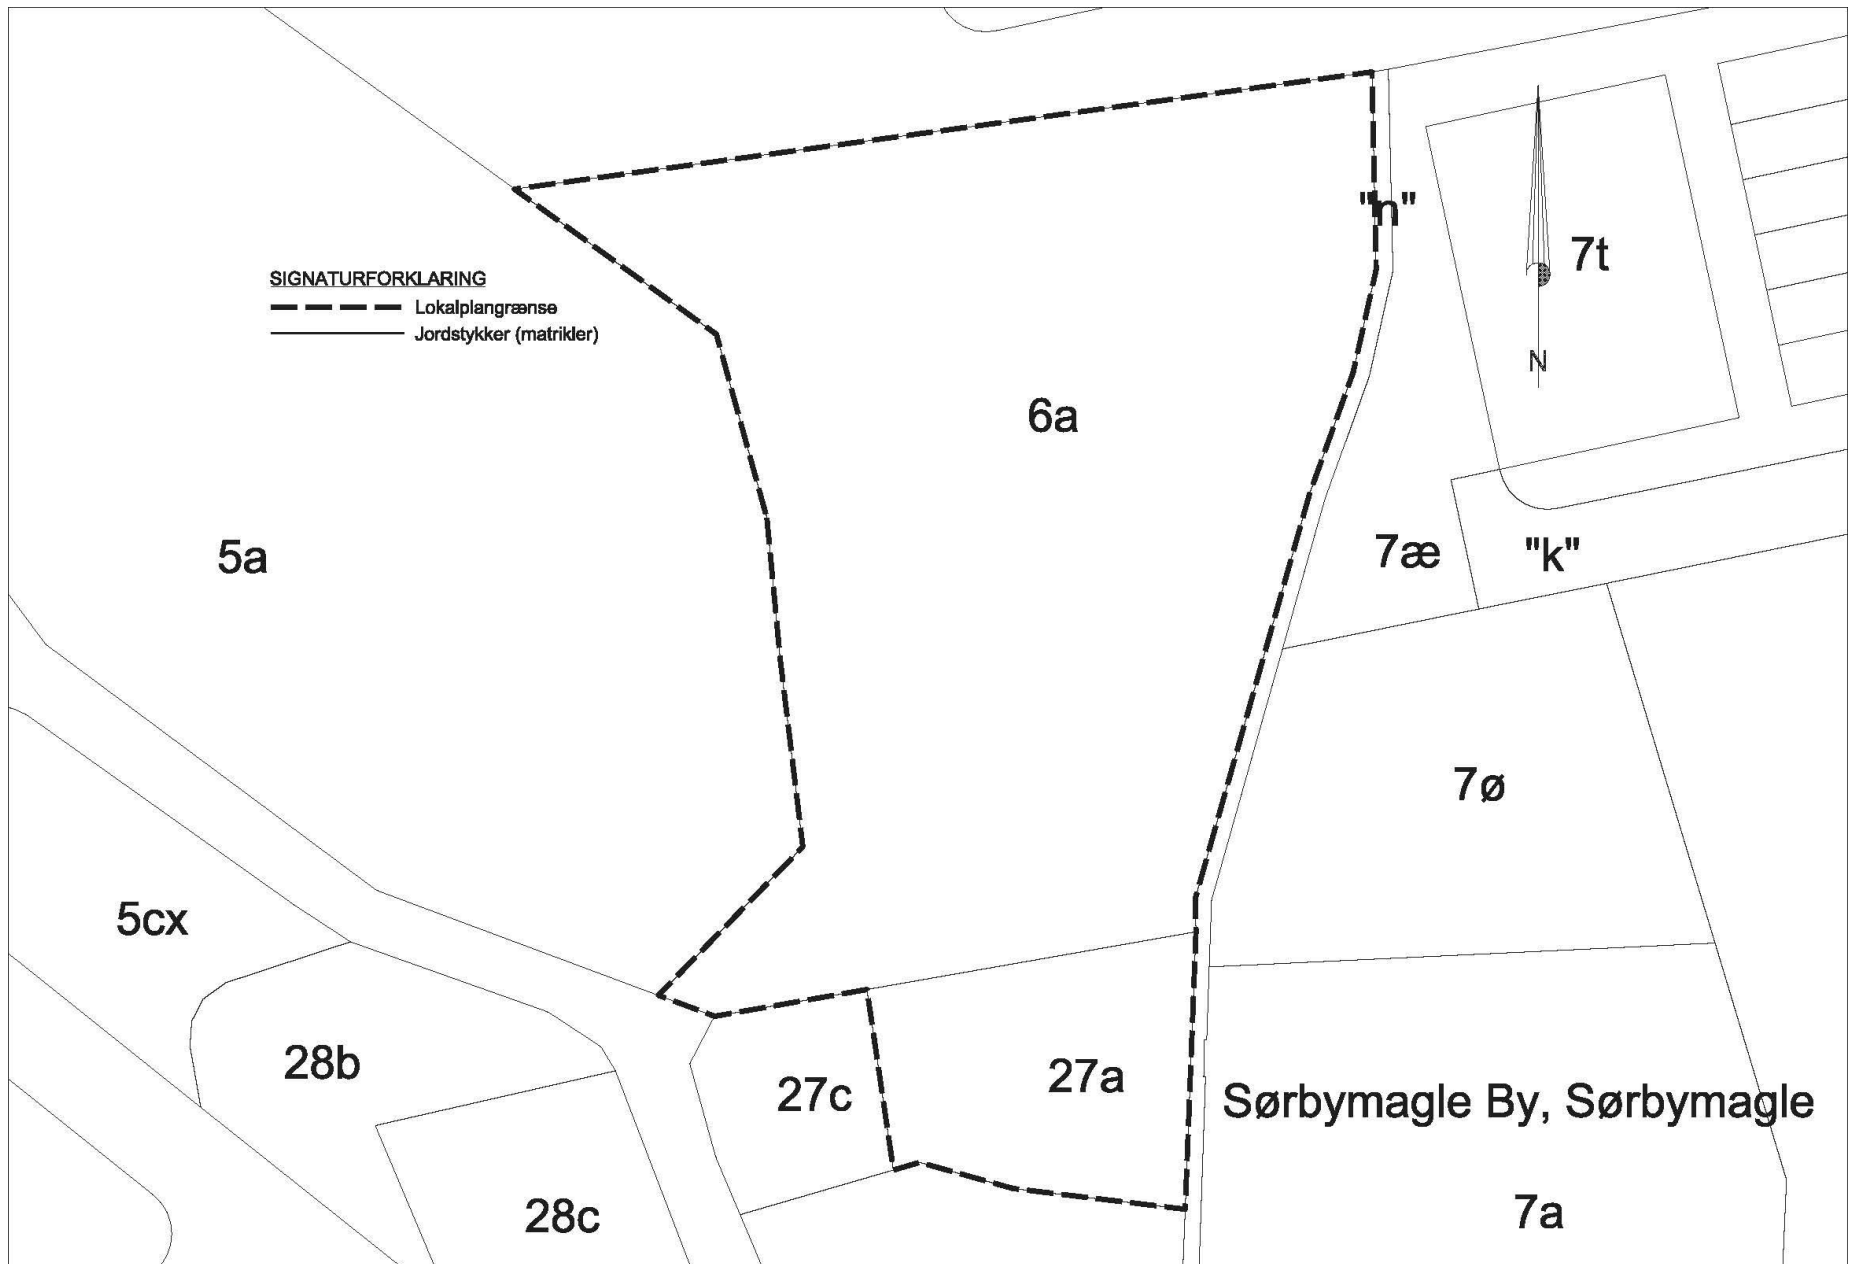 "n"
7t
SIGNATURFORKLARING
Lokalplangrænse
Jordstykker (matrikler)
N
6a
5a
7æ
"k"
7ø
5cx
28b
27c
27a
Sørbymagle By, Sørbymagle
28c
7a